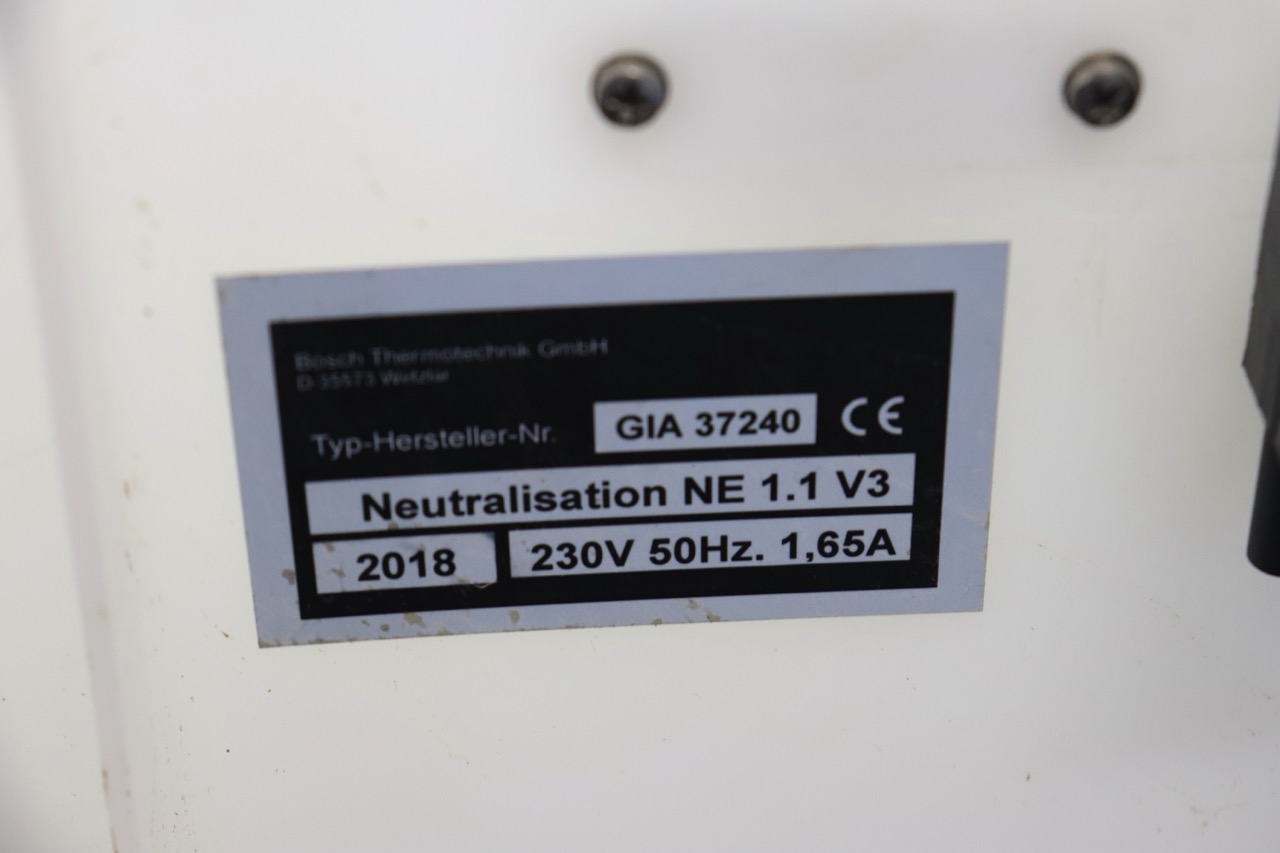 Bosch Thermotechnik GmbH
D-35573 Wetzlar
Typ-Hersteller-Nr. GIA 37240 CE
Neutralisation NE 1.1 V3
2018 230V 50Hz. 1,65A